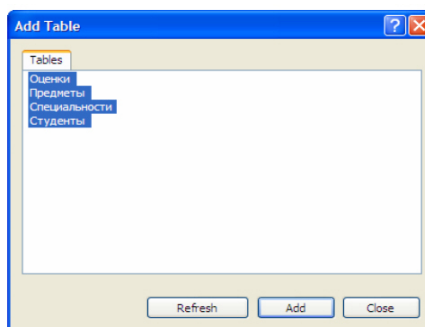 Add Table
Tables
Оценки
Предметы
Специальности
Студенты
Refresh
Add
Close